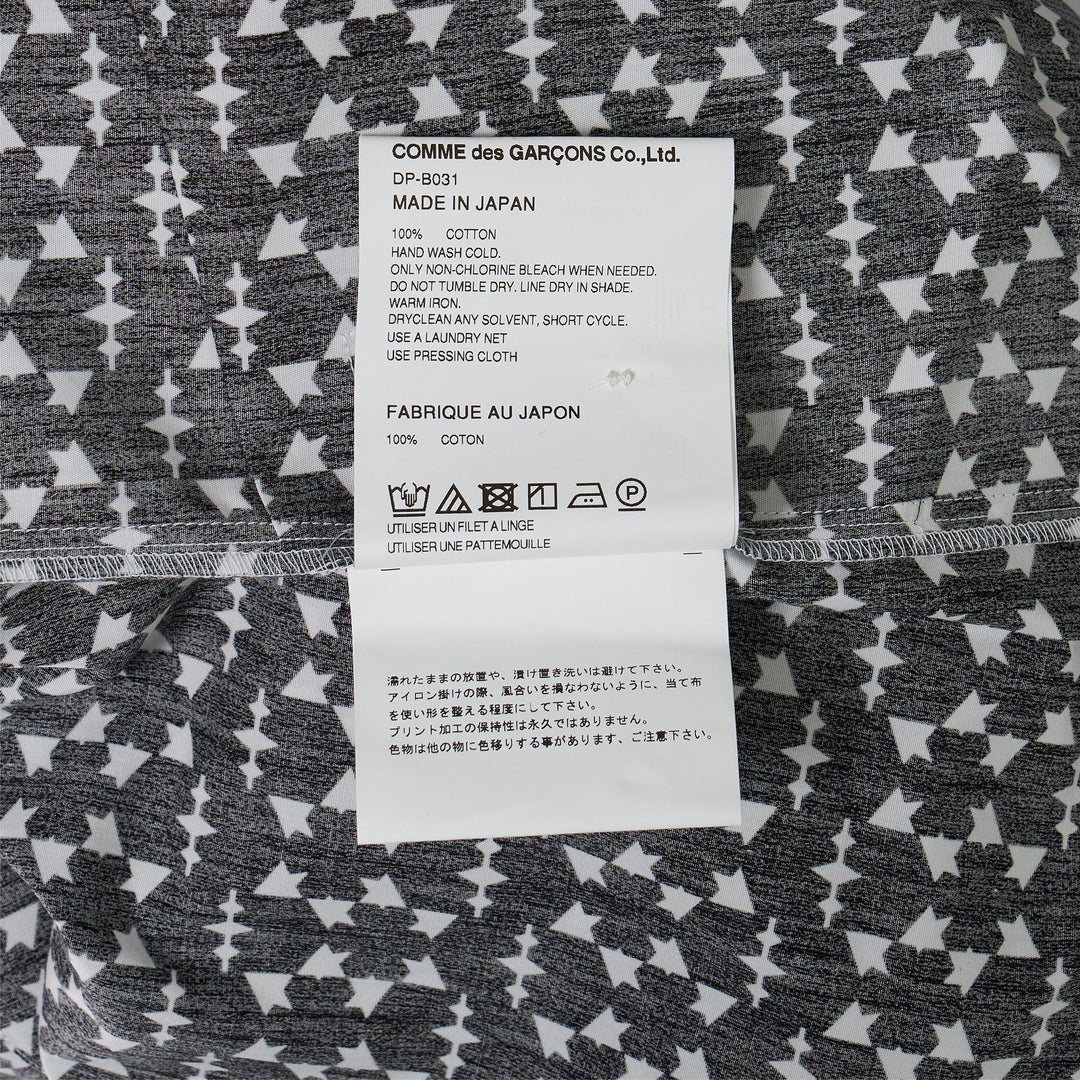 COMME des GARÇONS Co.,Ltd.
DP-B031
MADE IN JAPAN
100% COTTON
HAND WASH COLD.
ONLY NON-CHLORINE BLEACH WHEN NEEDED.
DO NOT TUMBLE DRY. LINE DRY IN SHADE.
WARM IRON.
DRYCLEAN ANY SOLVENT, SHORT CYCLE.
USE A LAUNDRY NET
USE PRESSING CLOTH
FABRIQUE AU JAPON
100% COTON
P
UTILISER UN FILET A LINGE
UTILISER UNE PATTEMOUILLE
濡れたままの放置や、漬け置き洗いは避けて下さい。
アイロン掛けの際、風合いを損なわないように、当て布
を使い形を整える程度にして下さい。
プリント加工の保持性は永久ではありません。
色物は他の物に色移りする事があります、ご注意下さい。